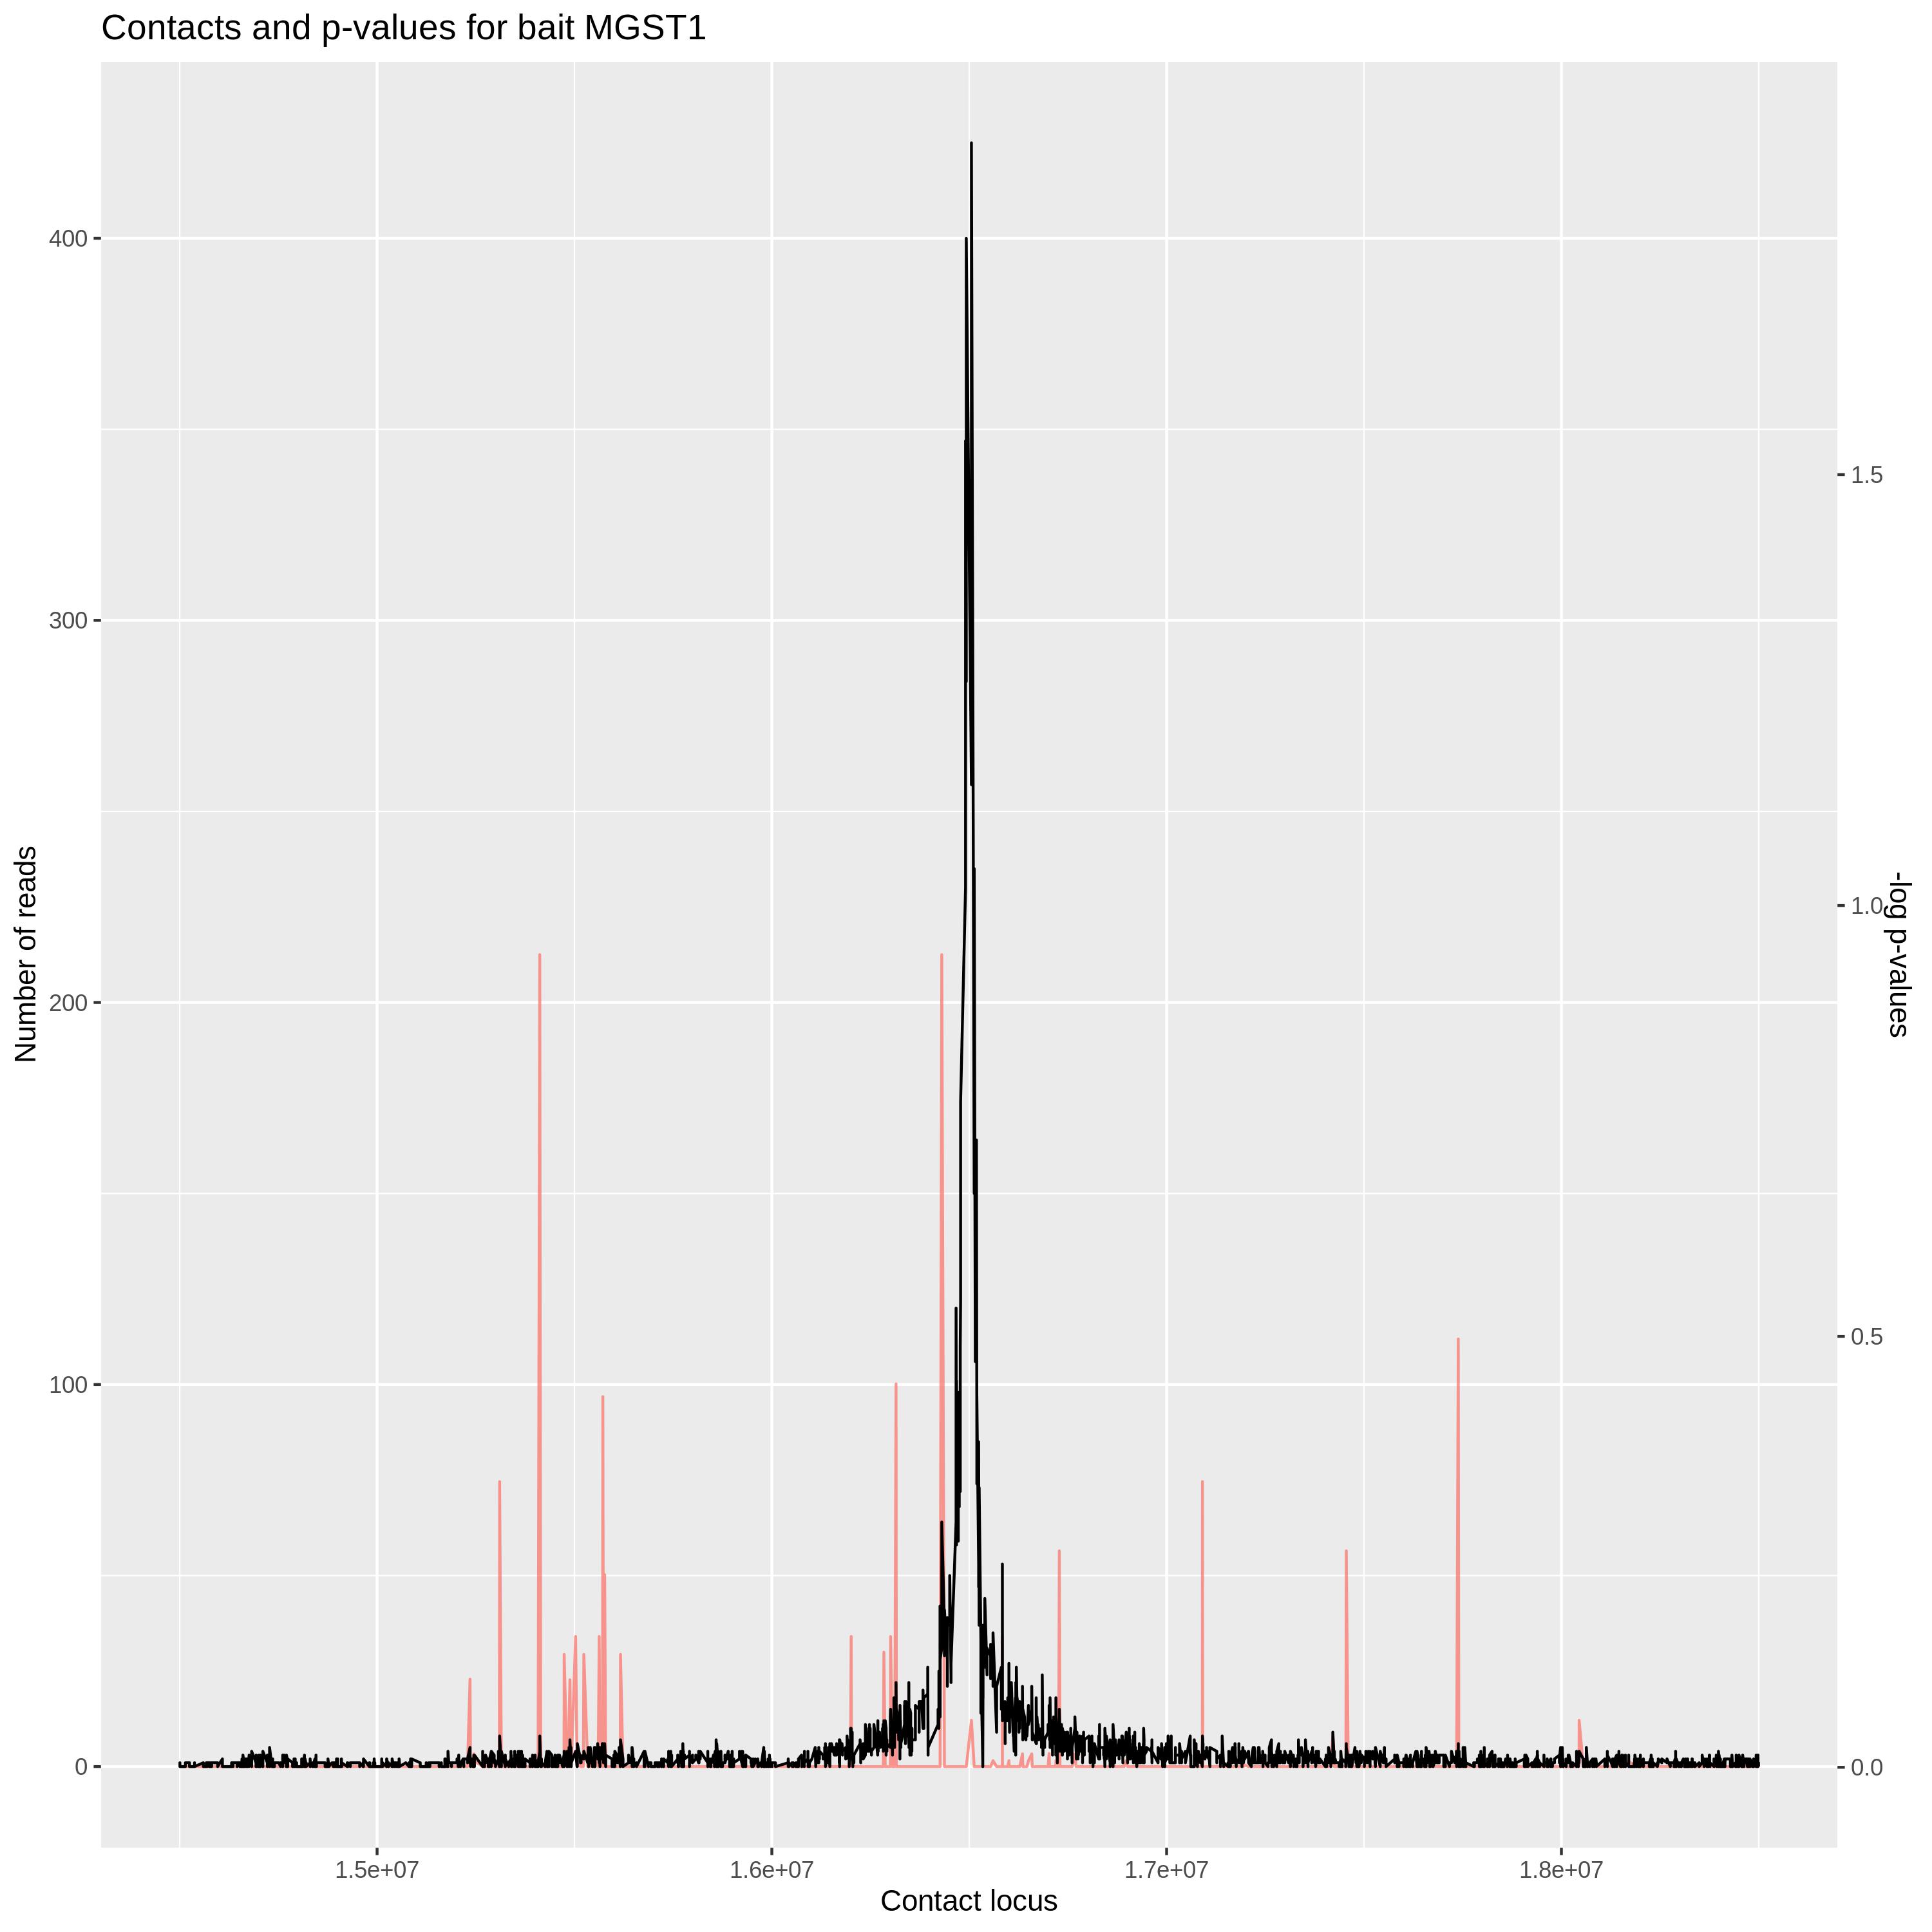 Contacts and p-values for bait MGST1
400
300
200
100
0
Number of reads
1.5
1.0
0.5
0.0
-log p-values
1.5e+07
1.6e+07
1.7e+07
1.8e+07
Contact locus